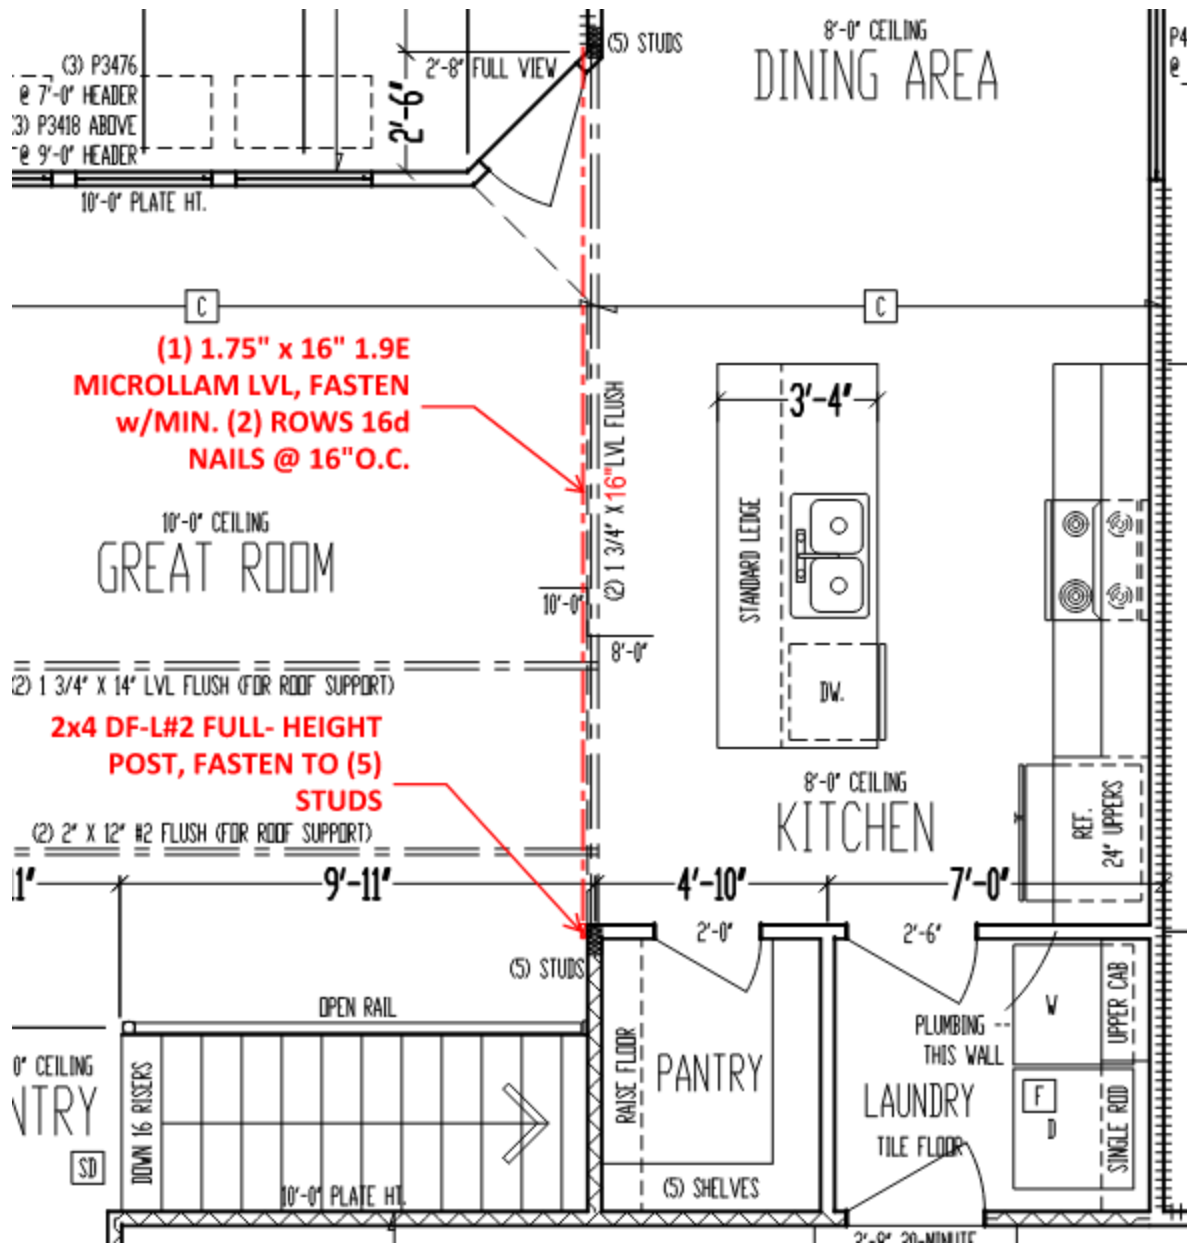 8'-0" CEILING
DINING AREA
(5) STUDS
2'-8" FULL VIEW
2'-6"
(3) P3476
@ 7'-0" HEADER
3) P3418 ABOVE
@ 9'-0" HEADER
10'-0" PLATE HT.
P4
@
C
C
(1) 1.75" x 16" 1.9E
MICROLLAM LVL, FASTEN
w/MIN. (2) ROWS 16d
NAILS @ 16"O.C.
(2) 1 3/4" X 16" LVL FLUSH
3'-4"
STANDARD LEDGE
10'-0" CEILING
GREAT ROOM
10'-0"
8'-0"
DW.
2) 1 3/4" X 14" LVL FLUSH (FOR ROOF SUPPORT)
2x4 DF-L#2 FULL- HEIGHT
POST, FASTEN TO (5)
STUDS
8'-0" CEILING
KITCHEN
REF.
24" UPPERS
(2) 2" X 12" #2 FLUSH (FOR ROOF SUPPORT)
1"
9'-11"
4'-10"
7'-0"
2'-0"
2'-6"
(5) STUDS
OPEN RAIL
W
UPPER CAB
PLUMBING --
THIS WALL
0" CEILING
NTRY
DOWN 16 RISERS
RAISE FLOOR
PANTRY
LAUNDRY
TILE FLOOR
F
D
SINGLE ROD
SD
10'-0" PLATE HT.
(5) SHELVES
2'-8" 20-MINUTE